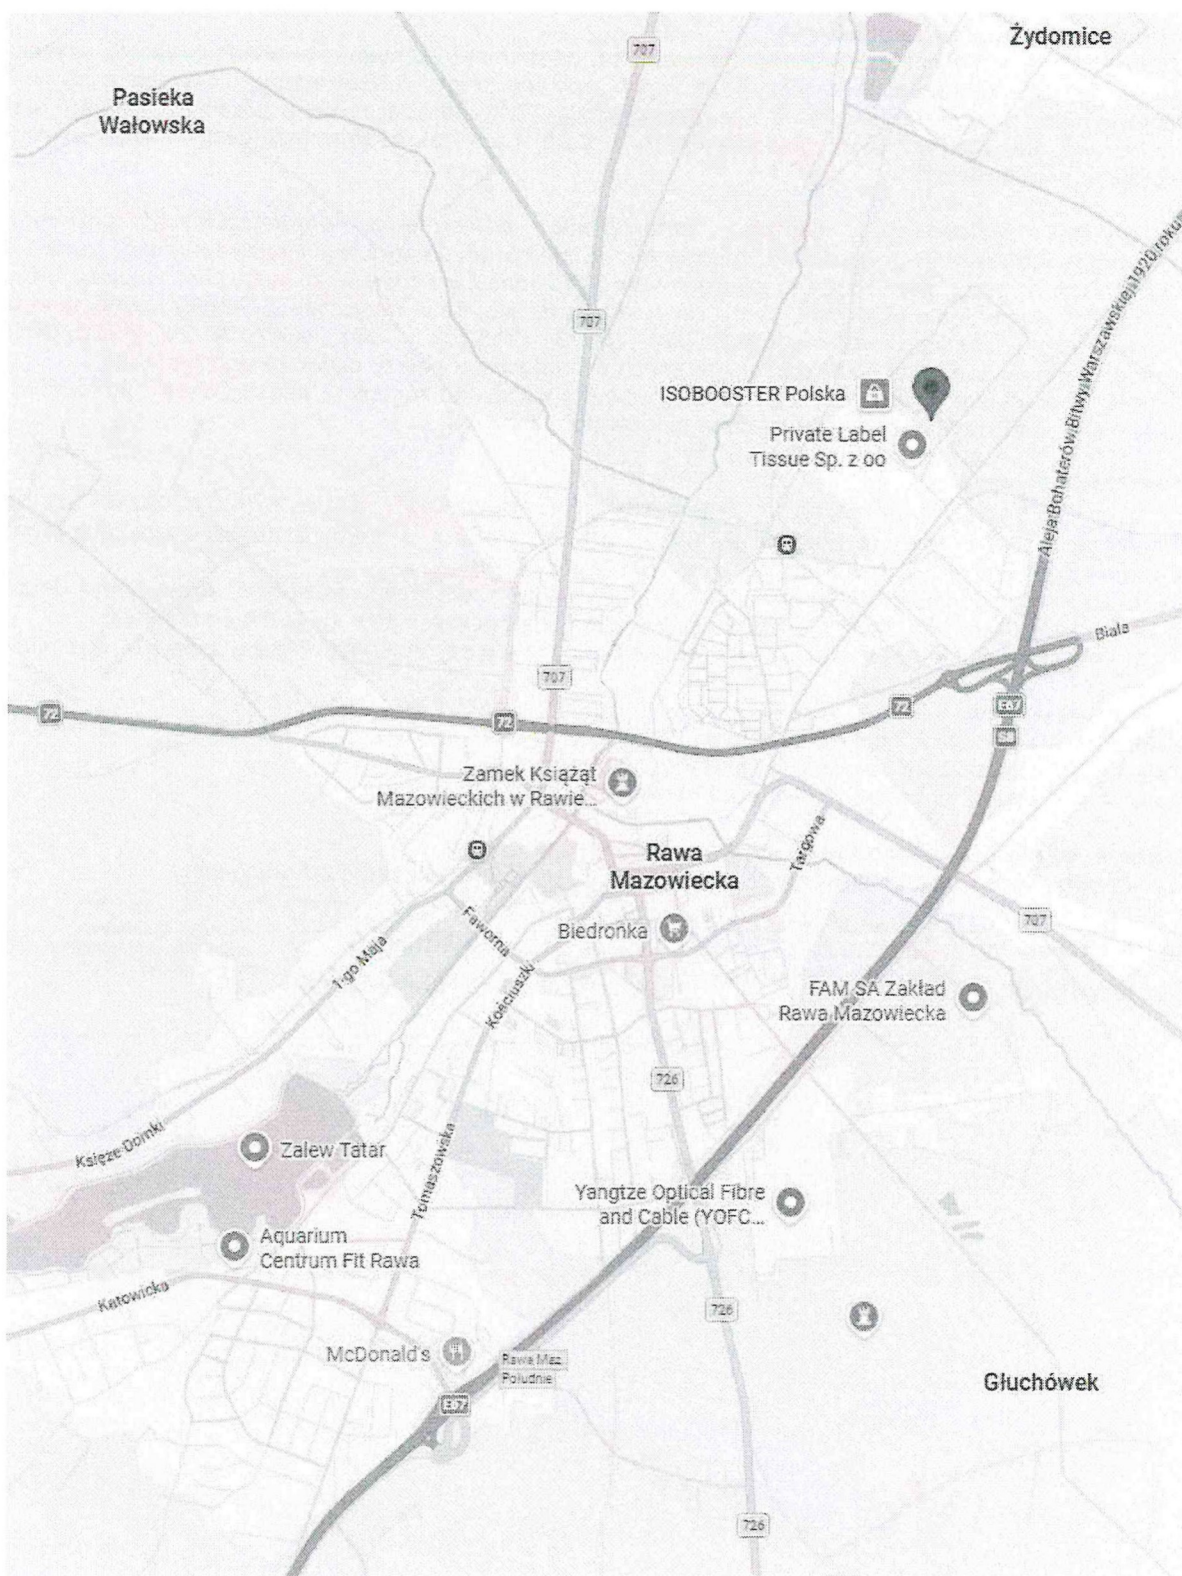 707
Żydomice
Pasieka
Wałowska
Aleja Bohaterów Bitwy Warszawskiej 1920 roku
707
ISOBOOSTER Polska
Private Label
Tissue Sp. z oo
Biała
707
72
72
72
E67
S8
Zamek Książąt
Mazowieckich w Rawie...
Targowa
Rawa
Mazowiecka
707
Faworna
Biedronka
1-go Maja
Kościuszki
FAM SA Zakład
Rawa Mazowiecka
726
Księże Domki
Zalew Tatar
Tomaszowska
Yangtze Optical Fibre
and Cable (YOFC...
Aquarium
Centrum Fit Rawa
Katowicka
726
McDonald's
Rawa Maz.
Południe
Głuchówek
E67
726